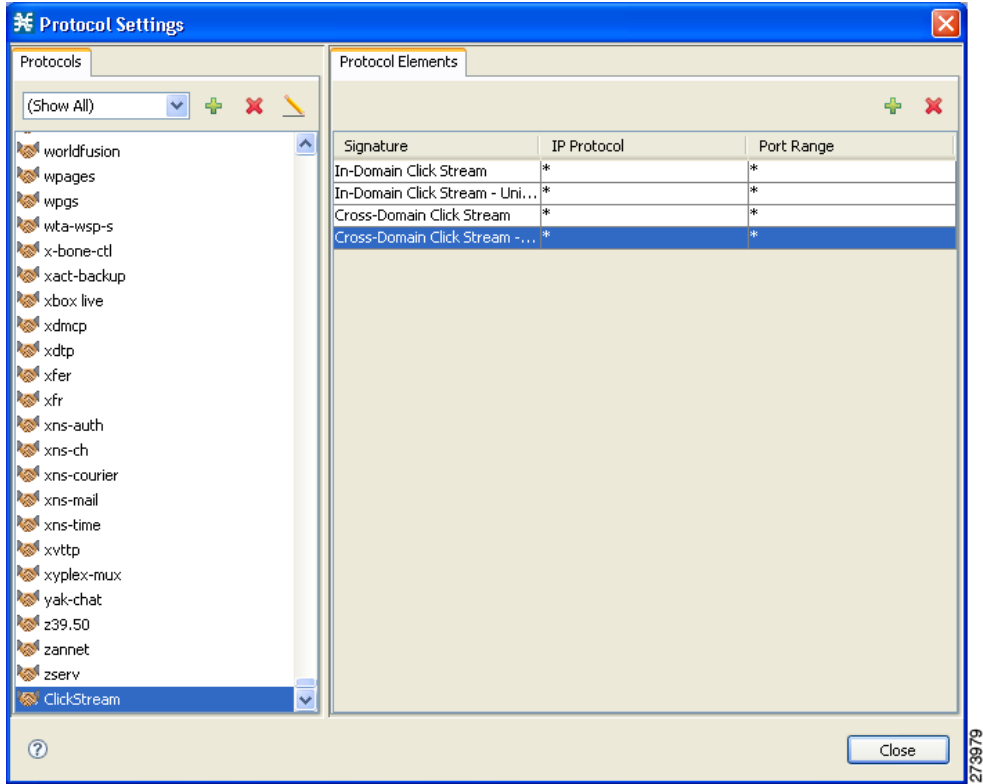 Protocol Settings
Protocols
(Show All)
worldfusion
wpages
wpgs
wta-wsp-s
x-bone-ctl
xact-backup
xbox live
xdmcp
xdtp
xfer
xfr
xns-auth
xns-ch
xns-courier
xns-mail
xns-time
xvttp
xyplex-mux
yak-chat
z39.50
zannet
zserv
ClickStream
Protocol Elements
Signature IP Protocol Port Range
In-Domain Click Stream * *
In-Domain Click Stream - Uni... * *
Cross-Domain Click Stream * *
Cross-Domain Click Stream -... * *
?
Close
273979